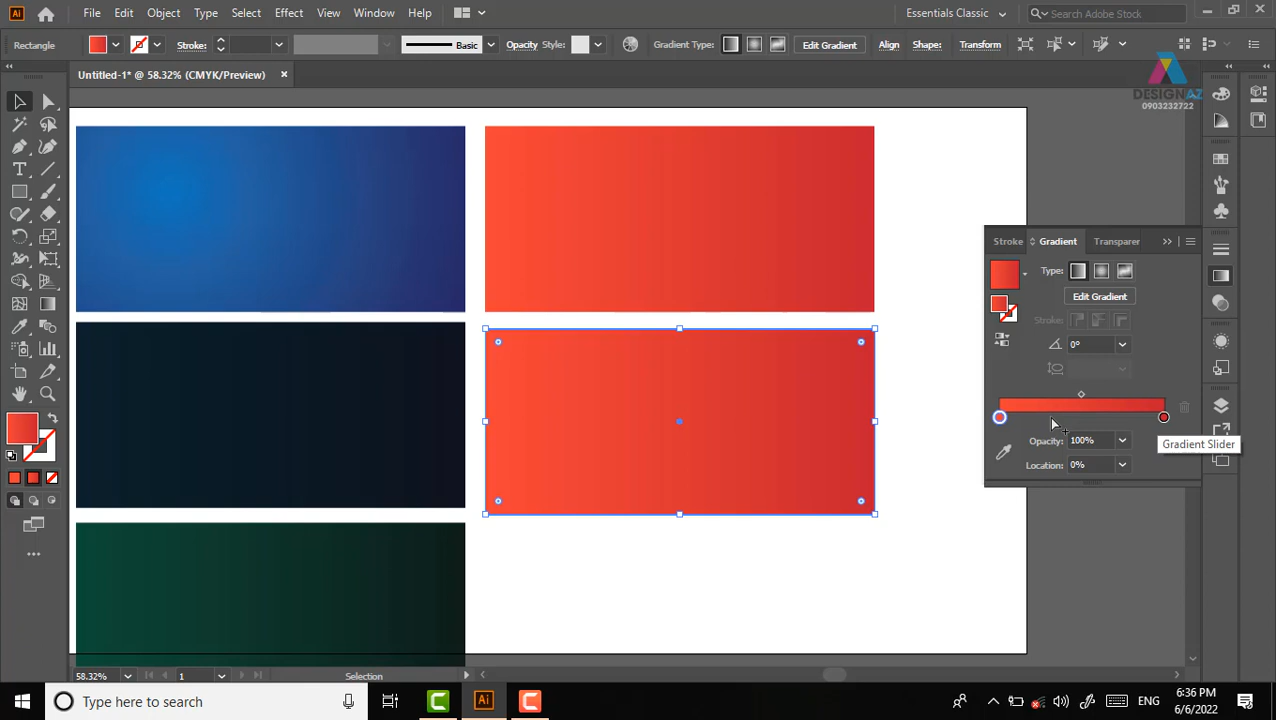 Ai File Edit Object Type Select Effect View Window Help Essentials Classic Search Adobe Stock
Rectangle Stroke: Basic Opacity Style: Gradient Type: Edit Gradient Align Shape: Transform
Untitled-1* @ 58.32% (CMYK/Preview)
DESIGNAZ
0903232722
Stroke Gradient Transparer
Type:
Edit Gradient
Stroke:
0°
Opacity: 100%
Gradient Slider
Location: 0%
58.32% 1 Selection
Type here to search
Ai
ENG
6:36 PM
6/6/2022